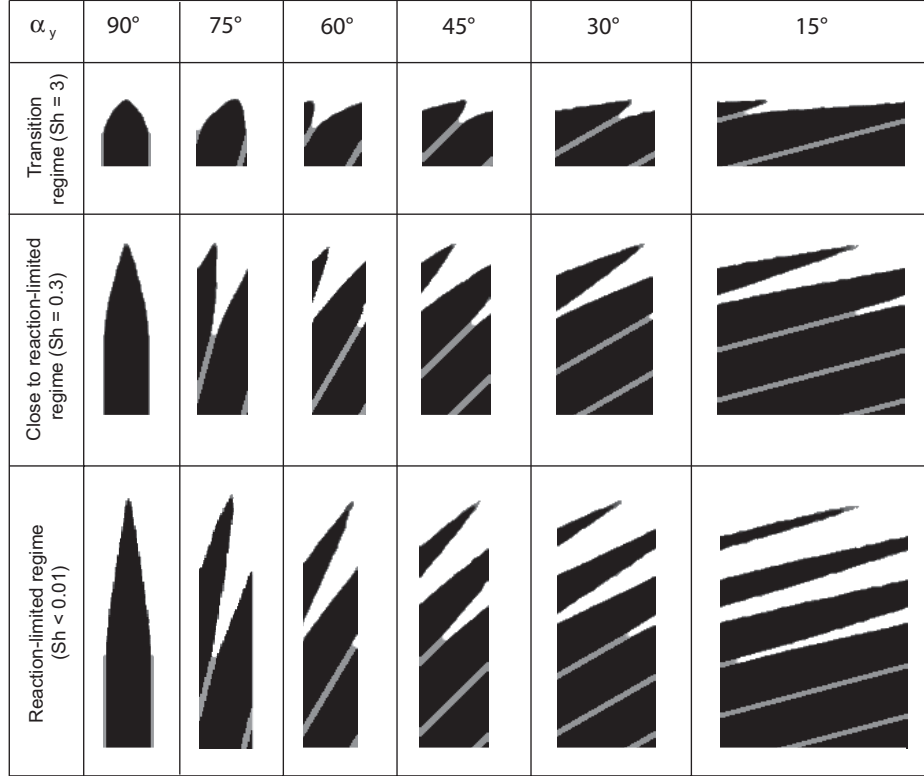 α y 90° 75° 60° 45° 30° 15°
Transition
regime (Sh = 3)
Close to reaction-limited
regime (Sh = 0.3)
Reaction-limited regime
(Sh < 0.01)